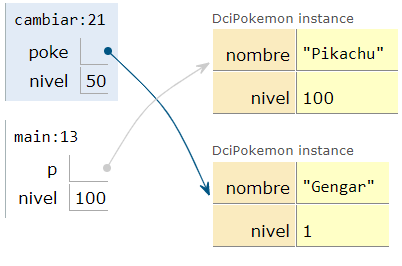 cambiar:21
poke
nivel 50
main:13
p
nivel 100
DciPokemon instance
nombre "Pikachu"
nivel 100
DciPokemon instance
nombre "Gengar"
nivel 1